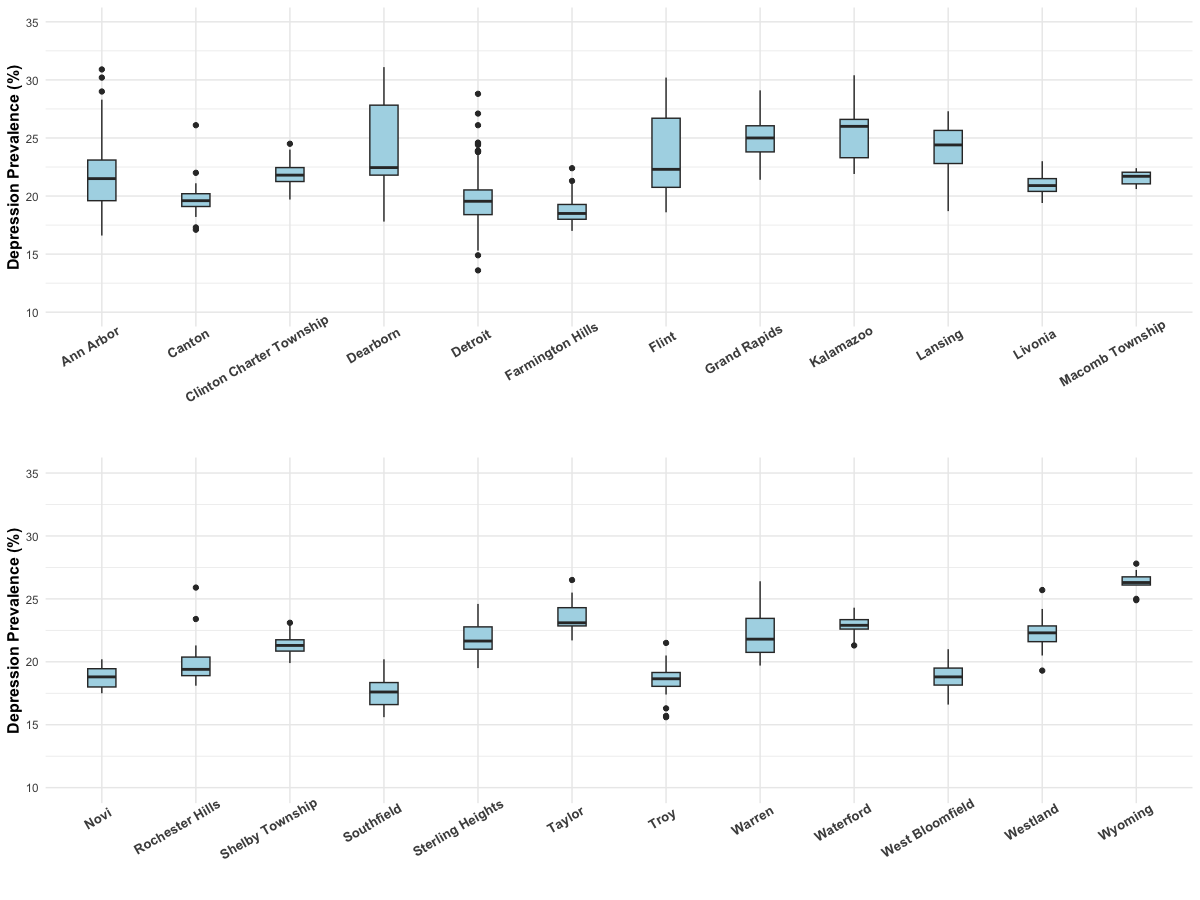 Depression Prevalence (%)
35
30
25
20
15
10
Ann Arbor
Canton
Clinton Charter Township
Dearborn
Detroit
Farmington Hills
Flint
Grand Rapids
Kalamazoo
Lansing
Livonia
Macomb Township
Depression Prevalence (%)
35
30
25
20
15
10
Novi
Rochester Hills
Shelby Township
Southfield
Sterling Heights
Taylor
Troy
Warren
Waterford
West Bloomfield
Westland
Wyoming